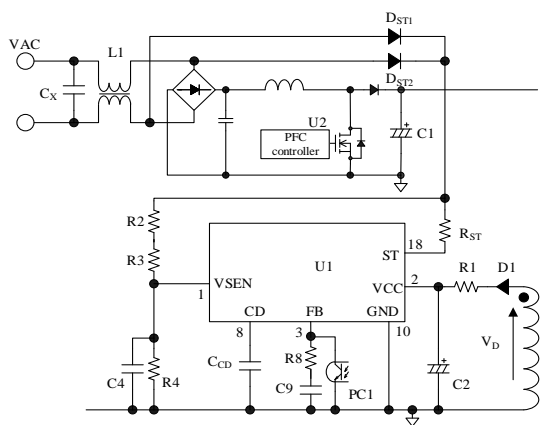 DST1
VAC
L1
CX
DST2
U2
PFC
controller
C1
R2
R3
RST
18
ST
U1
VSEN
1
VCC
2
R1
D1
CD
FB
GND
8
3
10
CCD
R8
C9
PC1
C4
R4
C2
VD
+
+